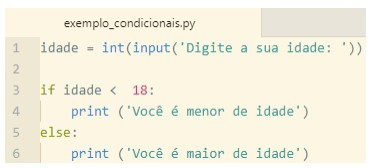 exemplo_condicionais.py
1 idade = int(input('Digite a sua idade: '))
2
3 if idade <  18:
4     print ('Você é menor de idade')
5 else:
6     print ('Você é maior de idade')